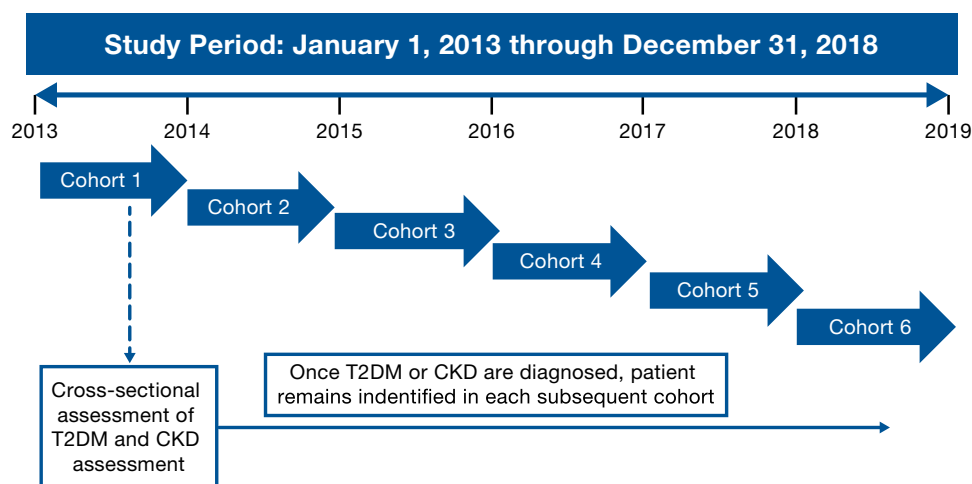 Study Period: January 1, 2013 through December 31, 2018
2013 2014 2015 2016 2017 2018 2019
Cohort 1
Cohort 2
Cohort 3
Cohort 4
Cohort 5
Cohort 6
Once T2DM or CKD are diagnosed, patient
remains indentified in each subsequent cohort
Cross-sectional
assessment of
T2DM and CKD
assessment